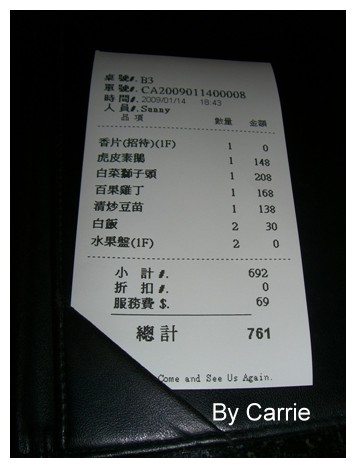 桌 號#. B3
單 號#. CA2009011400008
時 間#. 2009/01/14 18:43
人 員#. Sunny
品 項 數量 金額
香片(招待)(1F) 1 0
虎皮素鵝 1 148
白菜獅子頭 1 208
百果雞丁 1 168
清炒豆苗 1 138
白飯 2 30
水果盤(1F) 2 0
小 計 #. 692
折 扣 #. 0
服務費 $. 69
總 計 761
Come and See Us Again.
By Carrie